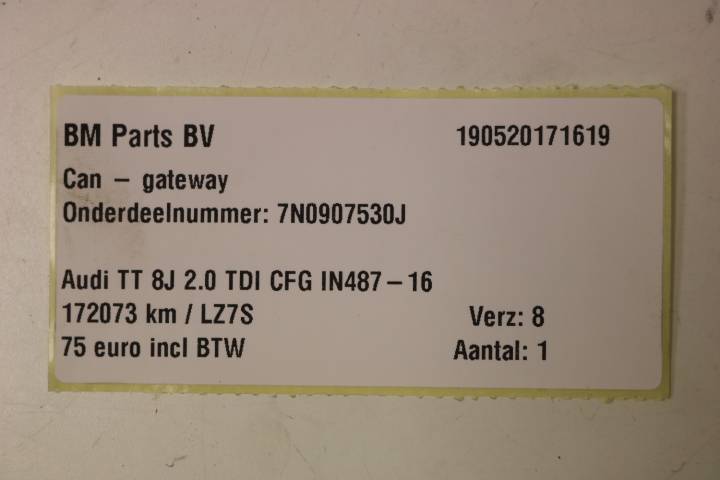 BM Parts BV 190520171619
Can – gateway
Onderdeelnummer: 7N0907530J
Audi TT 8J 2.0 TDI CFG IN487–16
172073 km / LZ7S Verz: 8
75 euro incl BTW Aantal: 1